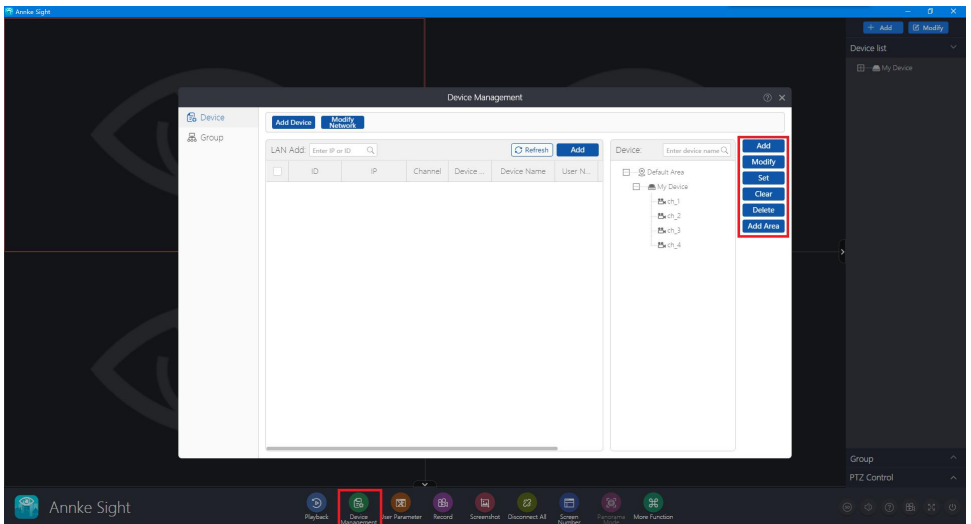 Annke Sight
Add
Modify
Device list
My Device
Device Management
Device
Group
Add Device
Modify
Network
LAN Add:
Enter IP or ID
Refresh
Add
ID
IP
Channel
Device ...
Device Name
User N...
Device:
Enter device name
Default Area
My Device
ch_1
ch_2
ch_3
ch_4
Add
Modify
Set
Clear
Delete
Add Area
Group
PTZ Control
Annke Sight
Playback
Device
Management
User Parameter
Record
Screenshot
Disconnect All
Screen
Number
Panorama
Mode
More Function